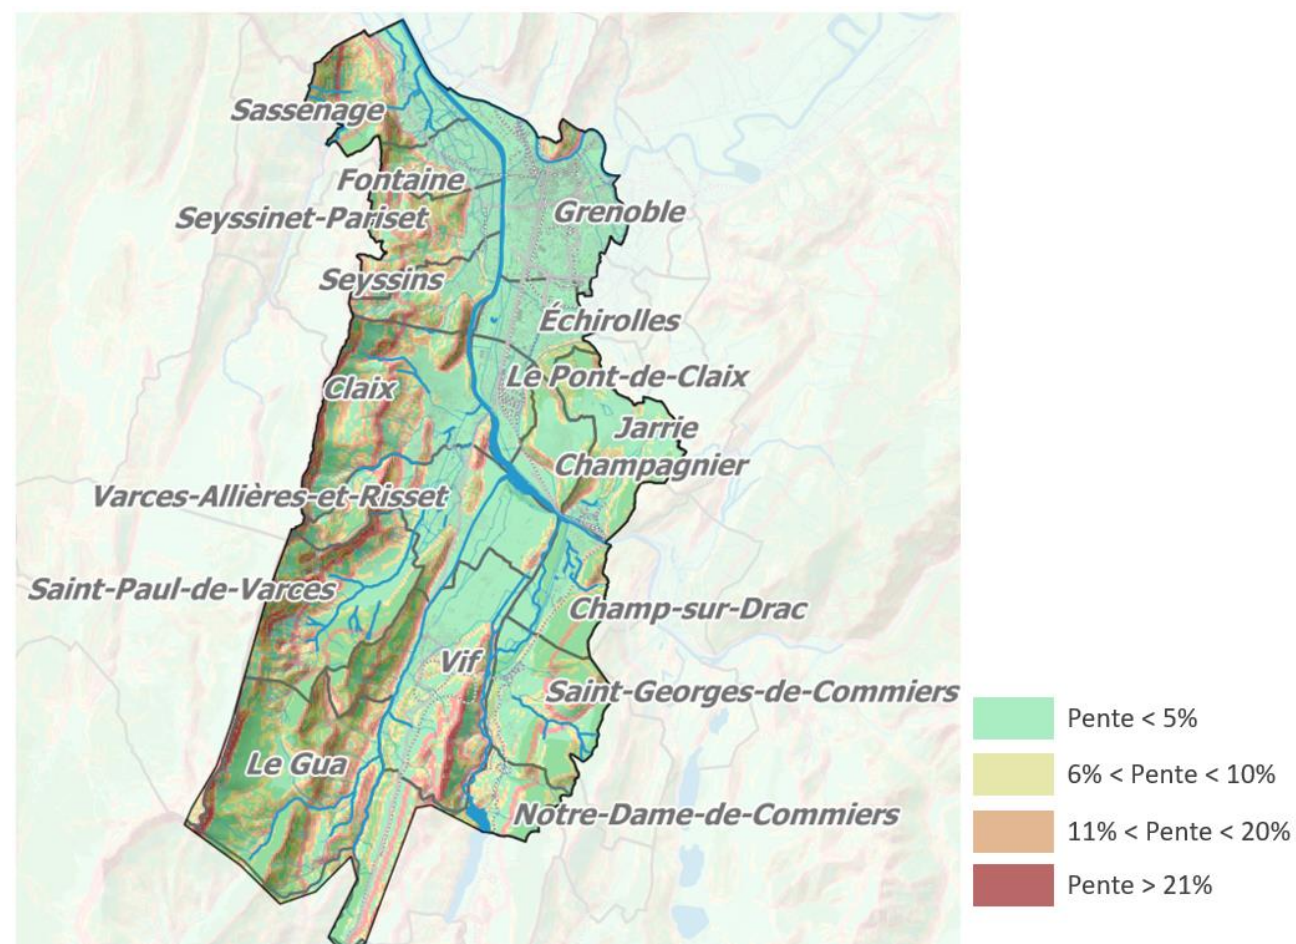 Sassenage
Fontaine
Seyssinet-Pariset
Grenoble
Seyssins
Échirolles
Le Pont-de-Claix
Claix
Jarrie
Champagnier
Varces-Allières-et-Risset
Saint-Paul-de-Varces
Champ-sur-Drac
Vif
Saint-Georges-de-Commiers
Le Gua
Notre-Dame-de-Commiers
Pente < 5%
6% < Pente < 10%
11% < Pente < 20%
Pente > 21%